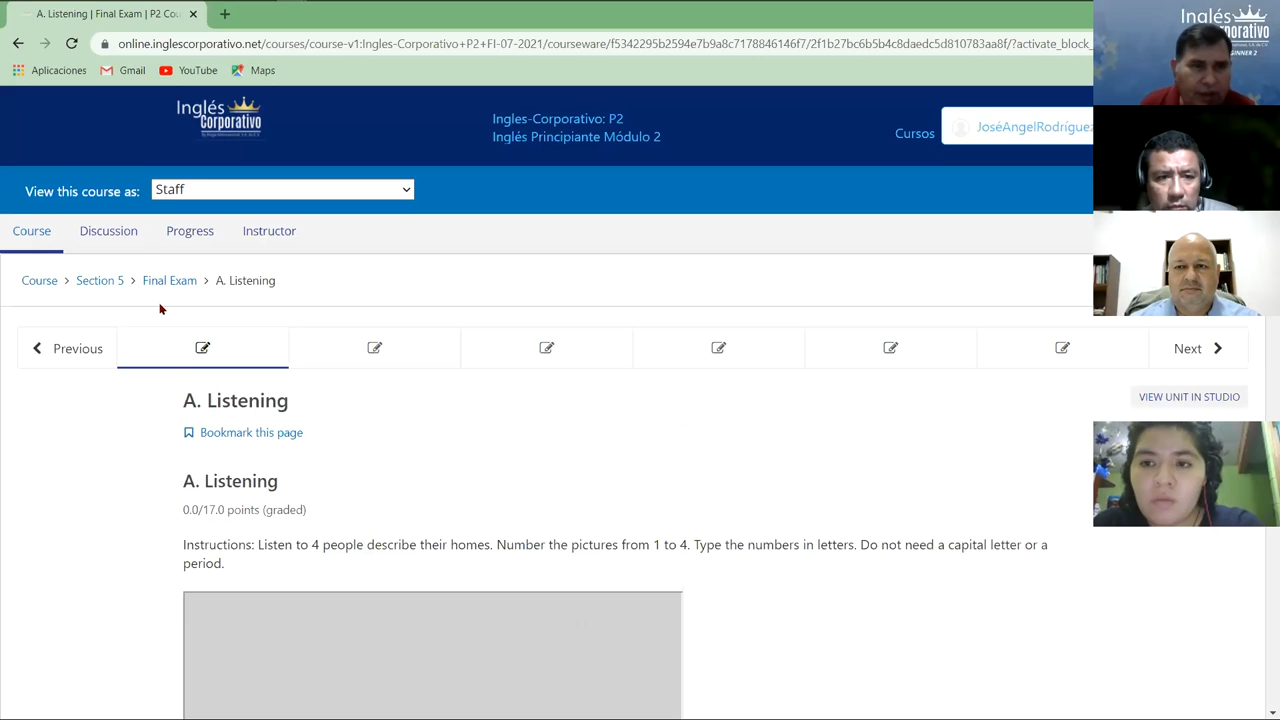 A. Listening | Final Exam | P2 Cou
online.inglescorporativo.net/courses/course-v1:Ingles-Corporativo+P2+FI-07-2021/courseware/f5342295b2594e7b9a8c7178846146f7/2f1b27bc6b5b4c8daedc5d810783aa8f/?activate_block_
Aplicaciones Gmail YouTube Maps
Inglés
Corporativo
Ingles-Corporativo: P2
Inglés Principiante Módulo 2
Cursos
JoséAngelRodríguez
Inglés
GINNER 2
View this course as: Staff
Course Discussion Progress Instructor
Course > Section 5 > Final Exam > A. Listening
Previous
Next
VIEW UNIT IN STUDIO
A. Listening
Bookmark this page
A. Listening
0.0/17.0 points (graded)
Instructions: Listen to 4 people describe their homes. Number the pictures from 1 to 4. Type the numbers in letters. Do not need a capital letter or a
period.